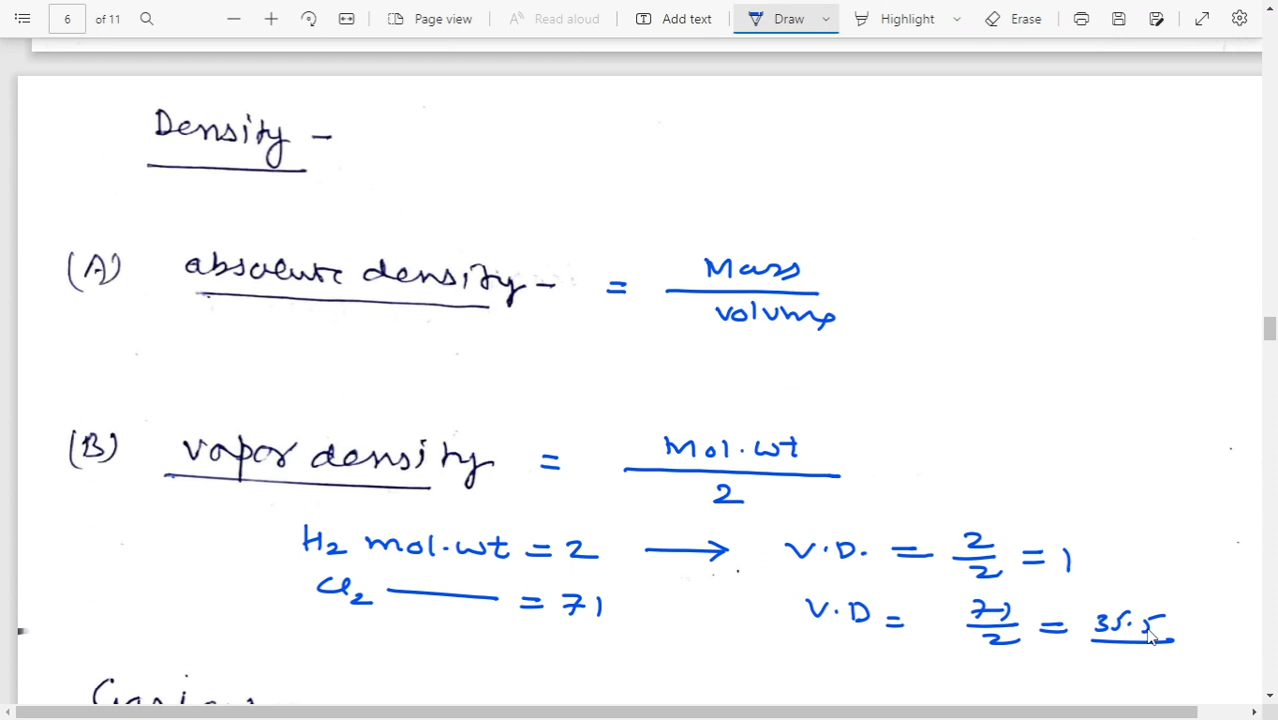 6 of 11 Page view Read aloud Add text Draw Highlight Erase
Density -
(A) absolute density - = Mass / volume
(B) vapor density = Mol.wt / 2
H2 mol.wt = 2 → V.D. = 2/2 = 1
Cl2 —— = 71 V.D = 71/2 = 35.5